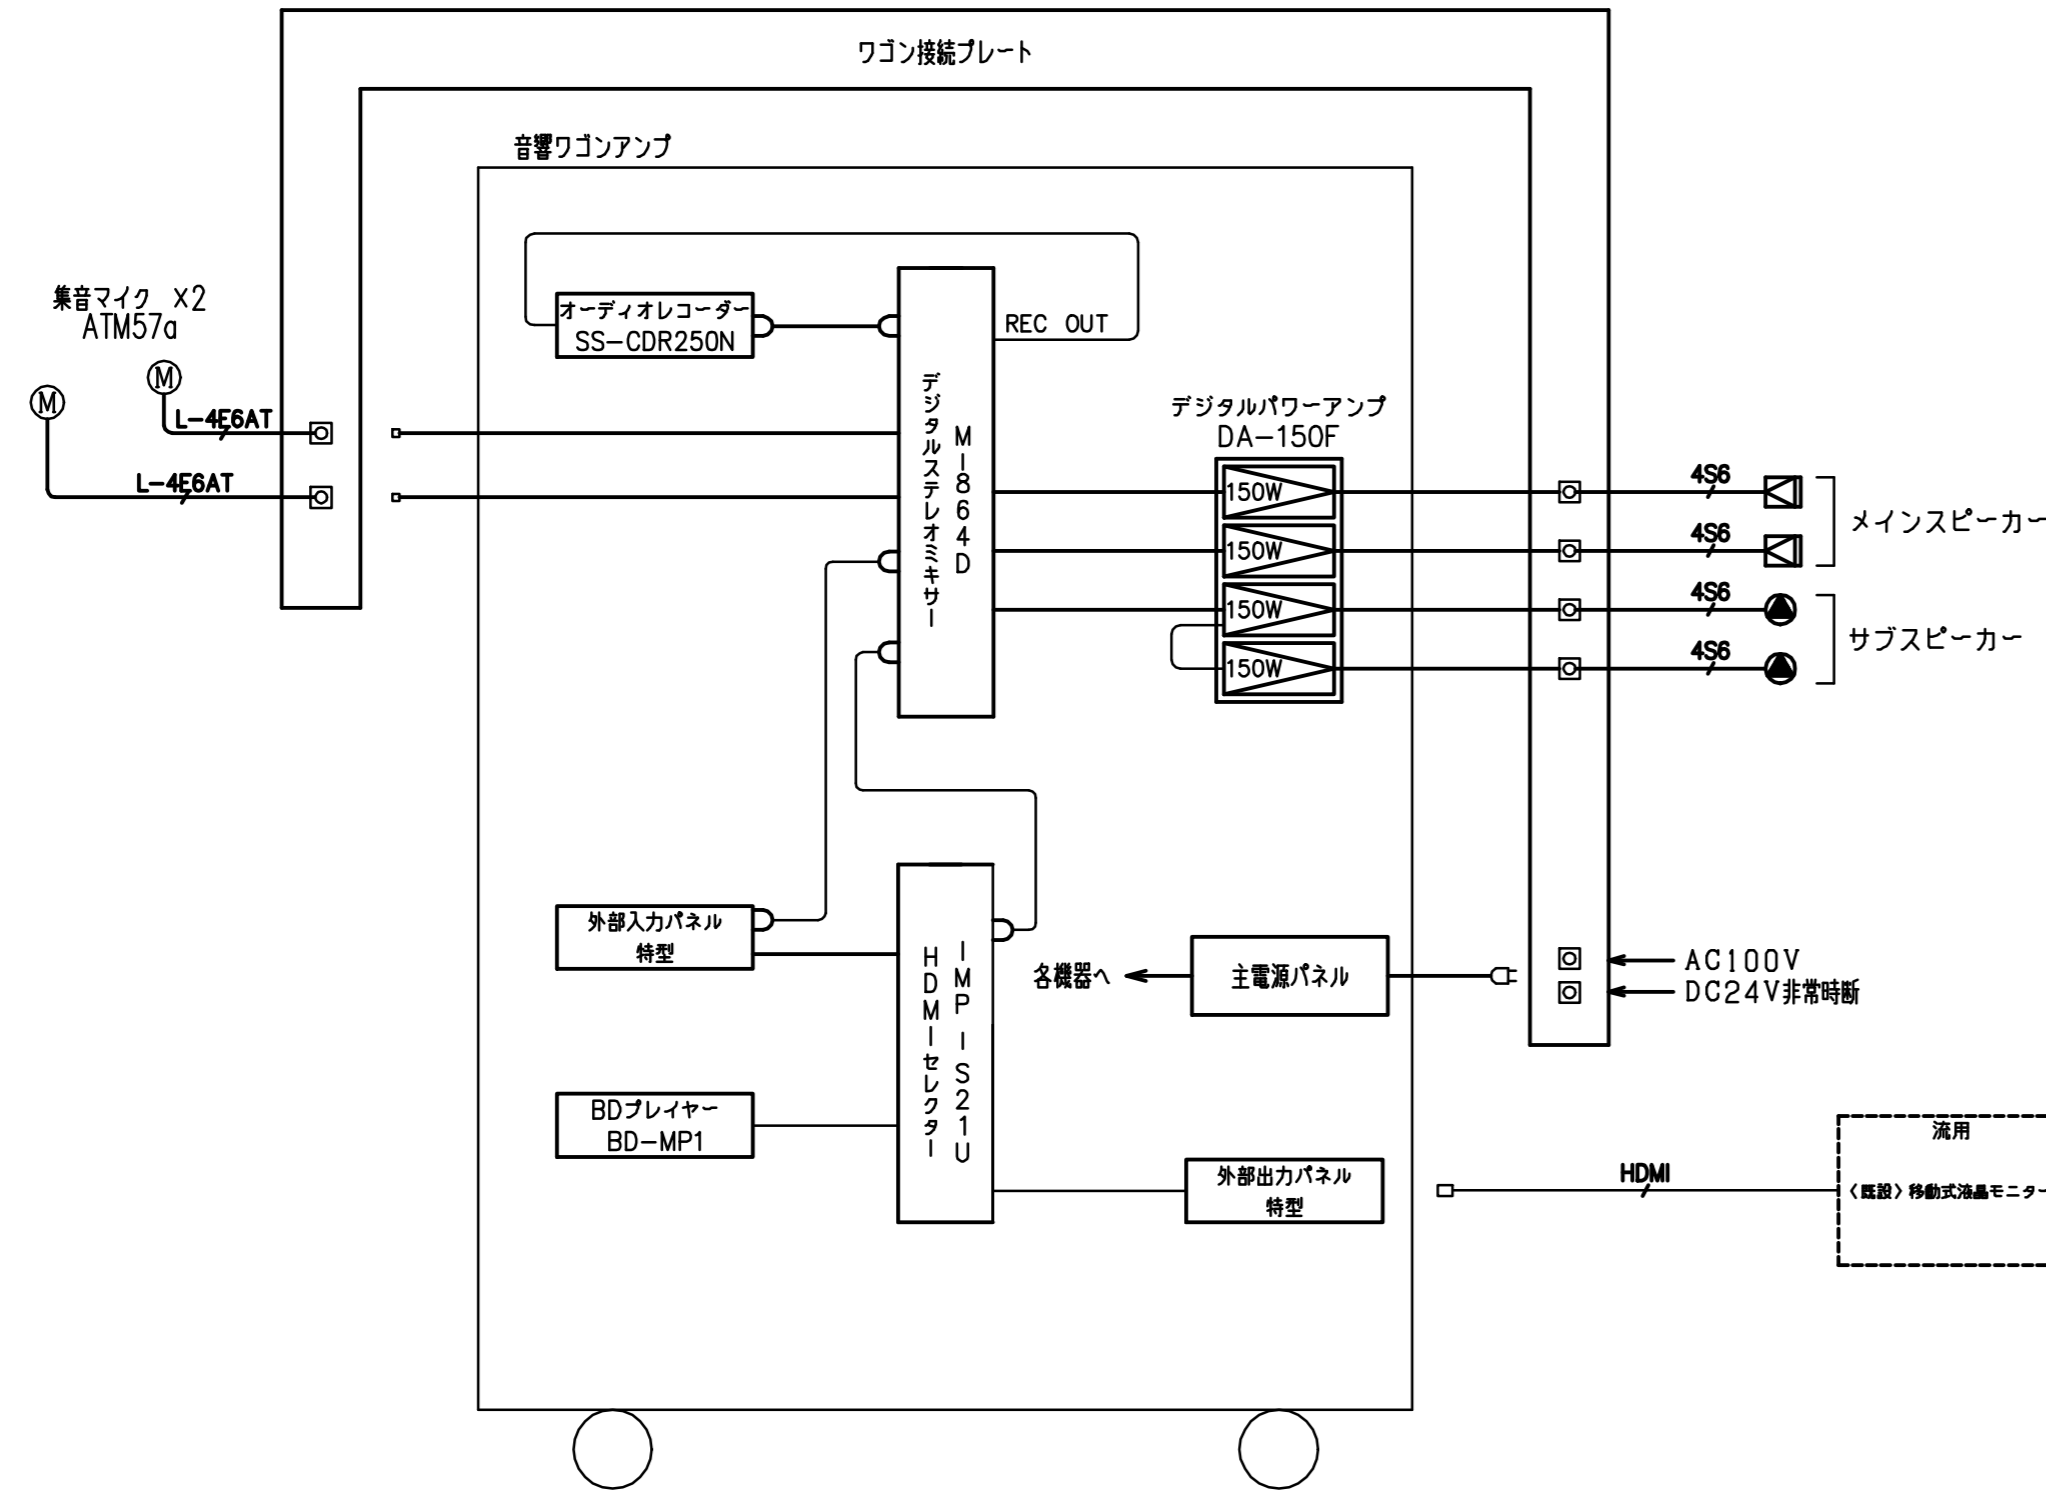 ワゴン接続プレート
音響ワゴンアンプ
集音マイク ×2
ATM57a
M
M
L-4E6AT
L-4E6AT
オーディオレコーダー
SS-CDR250N
REC OUT
デジタルステレオミキサー
M-864D
デジタルパワーアンプ
DA-150F
150W
150W
150W
150W
4S6
4S6
4S6
4S6
メインスピーカー
サブスピーカー
外部入力パネル
特型
HDMIセレクター
IMP-IS21U
各機器へ
主電源パネル
AC100V
DC24V非常時断
BDプレイヤー
BD-MP1
外部出力パネル
特型
HDMI
流用
〈既設〉移動式液晶モニター